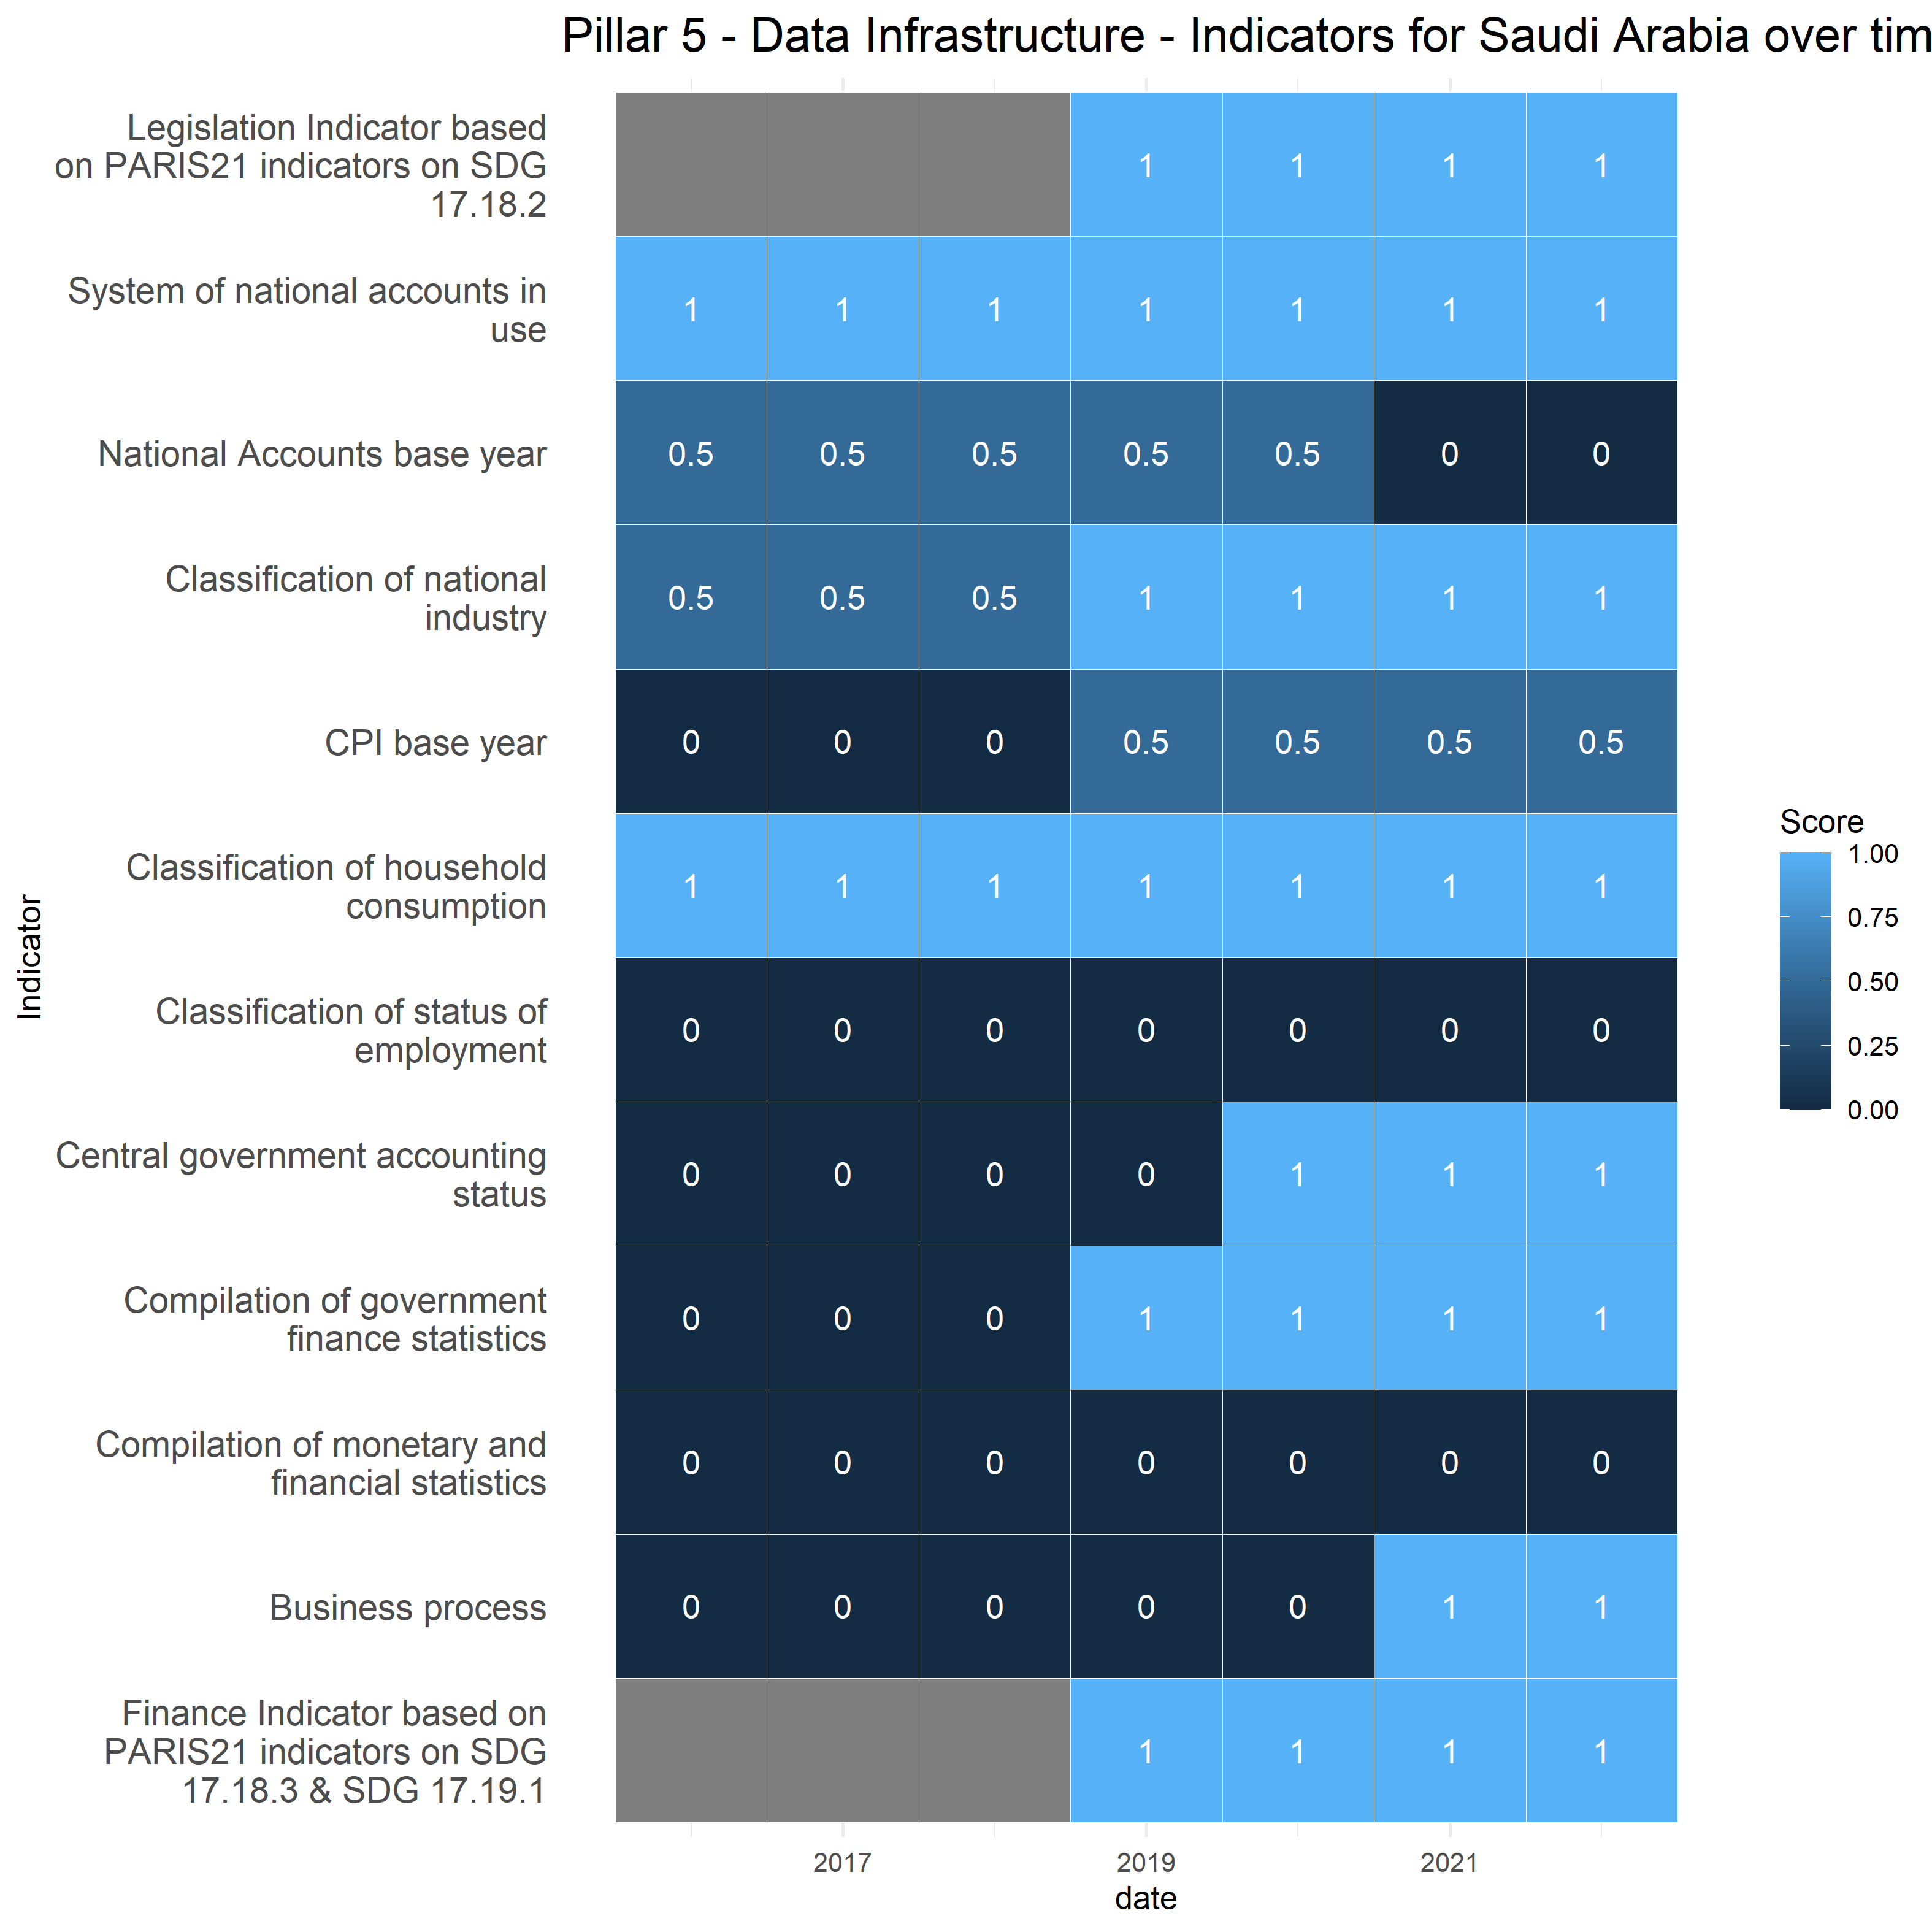 Pillar 5 - Data Infrastructure - Indicators for Saudi Arabia over tim
Legislation Indicator based
on PARIS21 indicators on SDG
17.18.2
1 1 1 1
System of national accounts in
use
1 1 1 1 1 1 1
National Accounts base year
0.5 0.5 0.5 0.5 0.5 0 0
Classification of national
industry
0.5 0.5 0.5 1 1 1 1
CPI base year
0 0 0 0.5 0.5 0.5 0.5
Classification of household
consumption
1 1 1 1 1 1 1
Classification of status of
employment
0 0 0 0 0 0 0
Central government accounting
status
0 0 0 0 1 1 1
Compilation of government
finance statistics
0 0 0 1 1 1 1
Compilation of monetary and
financial statistics
0 0 0 0 0 0 0
Business process
0 0 0 0 0 1 1
Finance Indicator based on
PARIS21 indicators on SDG
17.18.3 & SDG 17.19.1
1 1 1 1
2017 2019 2021
date
Indicator
Score
1.00
0.75
0.50
0.25
0.00